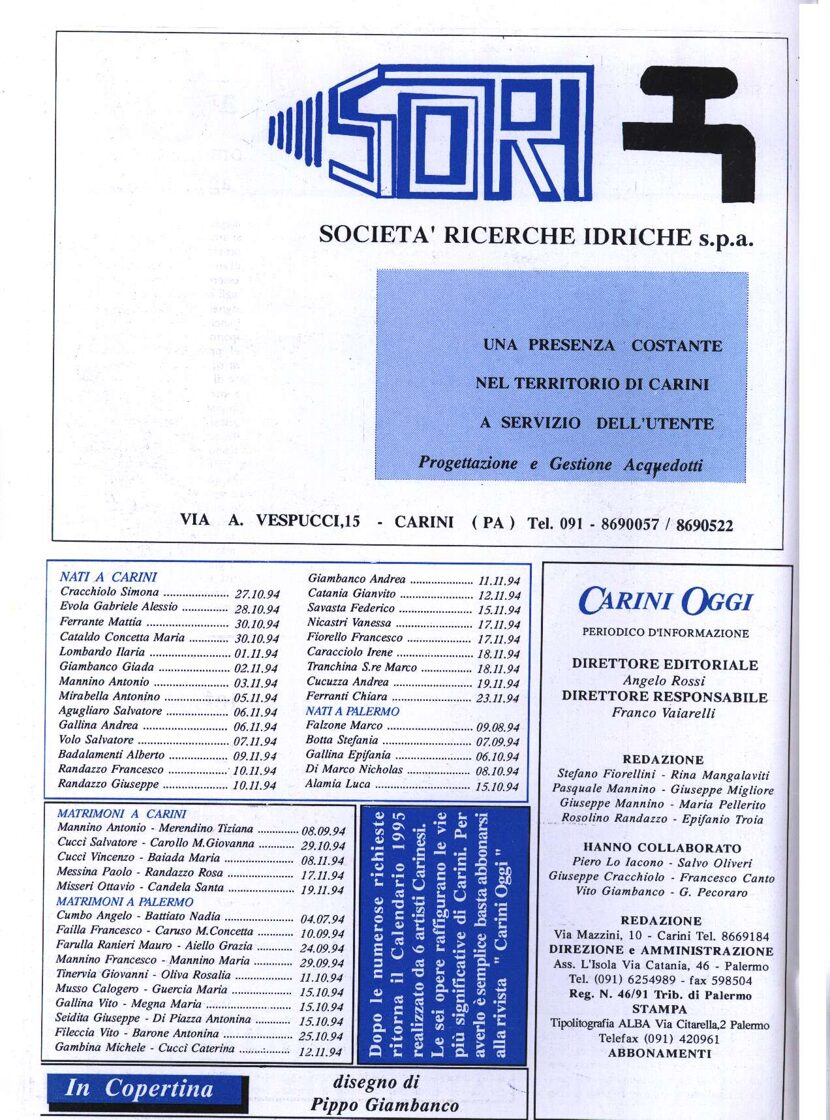 SORI
SOCIETA' RICERCHE IDRICHE s.p.a.
UNA PRESENZA COSTANTE
NEL TERRITORIO DI CARINI
A SERVIZIO DELL'UTENTE
Progettazione e Gestione Acquedotti
VIA A. VESPUCCI,15 - CARINI ( PA ) Tel. 091 - 8690057 / 8690522
NATI A CARINI
Cracchiolo Simona ........................ 27.10.94
Evola Gabriele Alessio .............. 28.10.94
Ferrante Mattia ........................... 30.10.94
Cataldo Concetta Maria ............ 30.10.94
Lombardo Ilaria ......................... 01.11.94
Giambanco Giada ...................... 02.11.94
Mannino Antonio ....................... 03.11.94
Mirabella Antonino .................... 05.11.94
Agugliaro Salvatore ................... 06.11.94
Gallina Andrea ........................... 06.11.94
Volo Salvatore ............................ 07.11.94
Badalamenti Alberto .................. 09.11.94
Randazzo Francesco .................. 10.11.94
Randazzo Giuseppe .................... 10.11.94
Giambanco Andrea ..................... 11.11.94
Catania Gianvito ........................ 12.11.94
Savasta Federico ........................ 15.11.94
Nicastri Vanessa ......................... 17.11.94
Fiorello Francesco ...................... 17.11.94
Caracciolo Irene ......................... 18.11.94
Tranchina S.re Marco ................. 18.11.94
Cucuzza Andrea .......................... 19.11.94
Ferranti Chiara ........................... 23.11.94
NATI A PALERMO
Falzone Marco ............................ 09.08.94
Botta Stefania ............................. 07.09.94
Gallina Epifania ......................... 06.10.94
Di Marco Nicholas ...................... 08.10.94
Alamia Luca ................................ 15.10.94
MATRIMONI A CARINI
Mannino Antonio - Merendino Tiziana .............. 08.09.94
Cucci Salvatore - Carollo M.Giovanna ............. 29.10.94
Cucci Vincenzo - Baiada Maria ....................... 08.11.94
Messina Paolo - Randazzo Rosa ...................... 17.11.94
Misseri Ottavio - Candela Santa ...................... 19.11.94
MATRIMONI A PALERMO
Cumbo Angelo - Battiato Nadia ....................... 04.07.94
Failla Francesco - Caruso M.Concetta ............. 10.09.94
Farulla Ranieri Mauro - Aiello Grazia ............. 24.09.94
Mannino Francesco - Mannino Maria .............. 29.09.94
Tinervia Giovanni - Oliva Rosalia .................... 11.10.94
Musso Calogero - Guercia Maria ..................... 15.10.94
Gallina Vito - Megna Maria ............................ 15.10.94
Seidita Giuseppe - Di Piazza Antonina ............. 15.10.94
Fileccia Vito - Barone Antonina ....................... 25.10.94
Gambina Michele - Cucci Caterina .................. 12.11.94
Dopo le numerose richieste
ritorna il Calendario 1995
realizzato da 6 artisti Carinesi.
Le sei opere raffigurano le vie
più significative di Carini. Per
averlo è semplice basta abbonarsi
alla rivista " Carini Oggi "
In Copertina
disegno di
Pippo Giambanco
CARINI OGGI
PERIODICO D'INFORMAZIONE
DIRETTORE EDITORIALE
Angelo Rossi
DIRETTORE RESPONSABILE
Franco Vaiarelli
REDAZIONE
Stefano Fiorellini - Rina Mangalaviti
Pasquale Mannino - Giuseppe Migliore
Giuseppe Mannino - Maria Pellerito
Rosolino Randazzo - Epifanio Troia
HANNO COLLABORATO
Piero Lo Iacono - Salvo Oliveri
Giuseppe Cracchiolo - Francesco Canto
Vito Giambanco - G. Pecoraro
REDAZIONE
Via Mazzini, 10 - Carini Tel. 8669184
DIREZIONE e AMMINISTRAZIONE
Ass. L'Isola Via Catania, 46 - Palermo
Tel. (091) 6254989 - fax 598504
Reg. N. 46/91 Trib. di Palermo
STAMPA
Tipolitografia ALBA Via Citarella,2 Palermo
Telefax (091) 420961
ABBONAMENTI